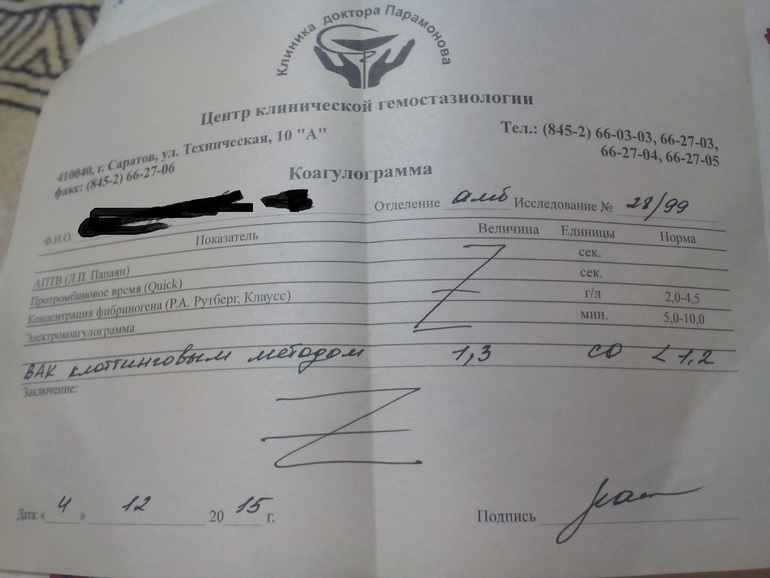 Клиника доктора Парамонова
Центр клинической гемостазиологии
410040, г. Саратов, ул. Техническая, 10 "А"
факс: (845-2) 66-27-06
Тел.: (845-2) 66-03-03, 66-27-03,
66-27-04, 66-27-05
Коагулограмма
Ф.И.О. Отделение амб Исследование № 28/99
Показатель Величина Единицы Норма
АПТВ (Л.П. Папаян) сек.
Протромбиновое время (Quick) сек.
Концентрация фибриногена (Р.А. Рутберг, Клаусс) г/л 2,0-4,5
Электрокоагулограмма мин. 5,0-10,0
ВАК клоттинговым методом 1,3 СО < 1,2
Заключение:
Дата: « 4 » 12 20 15 г. Подпись